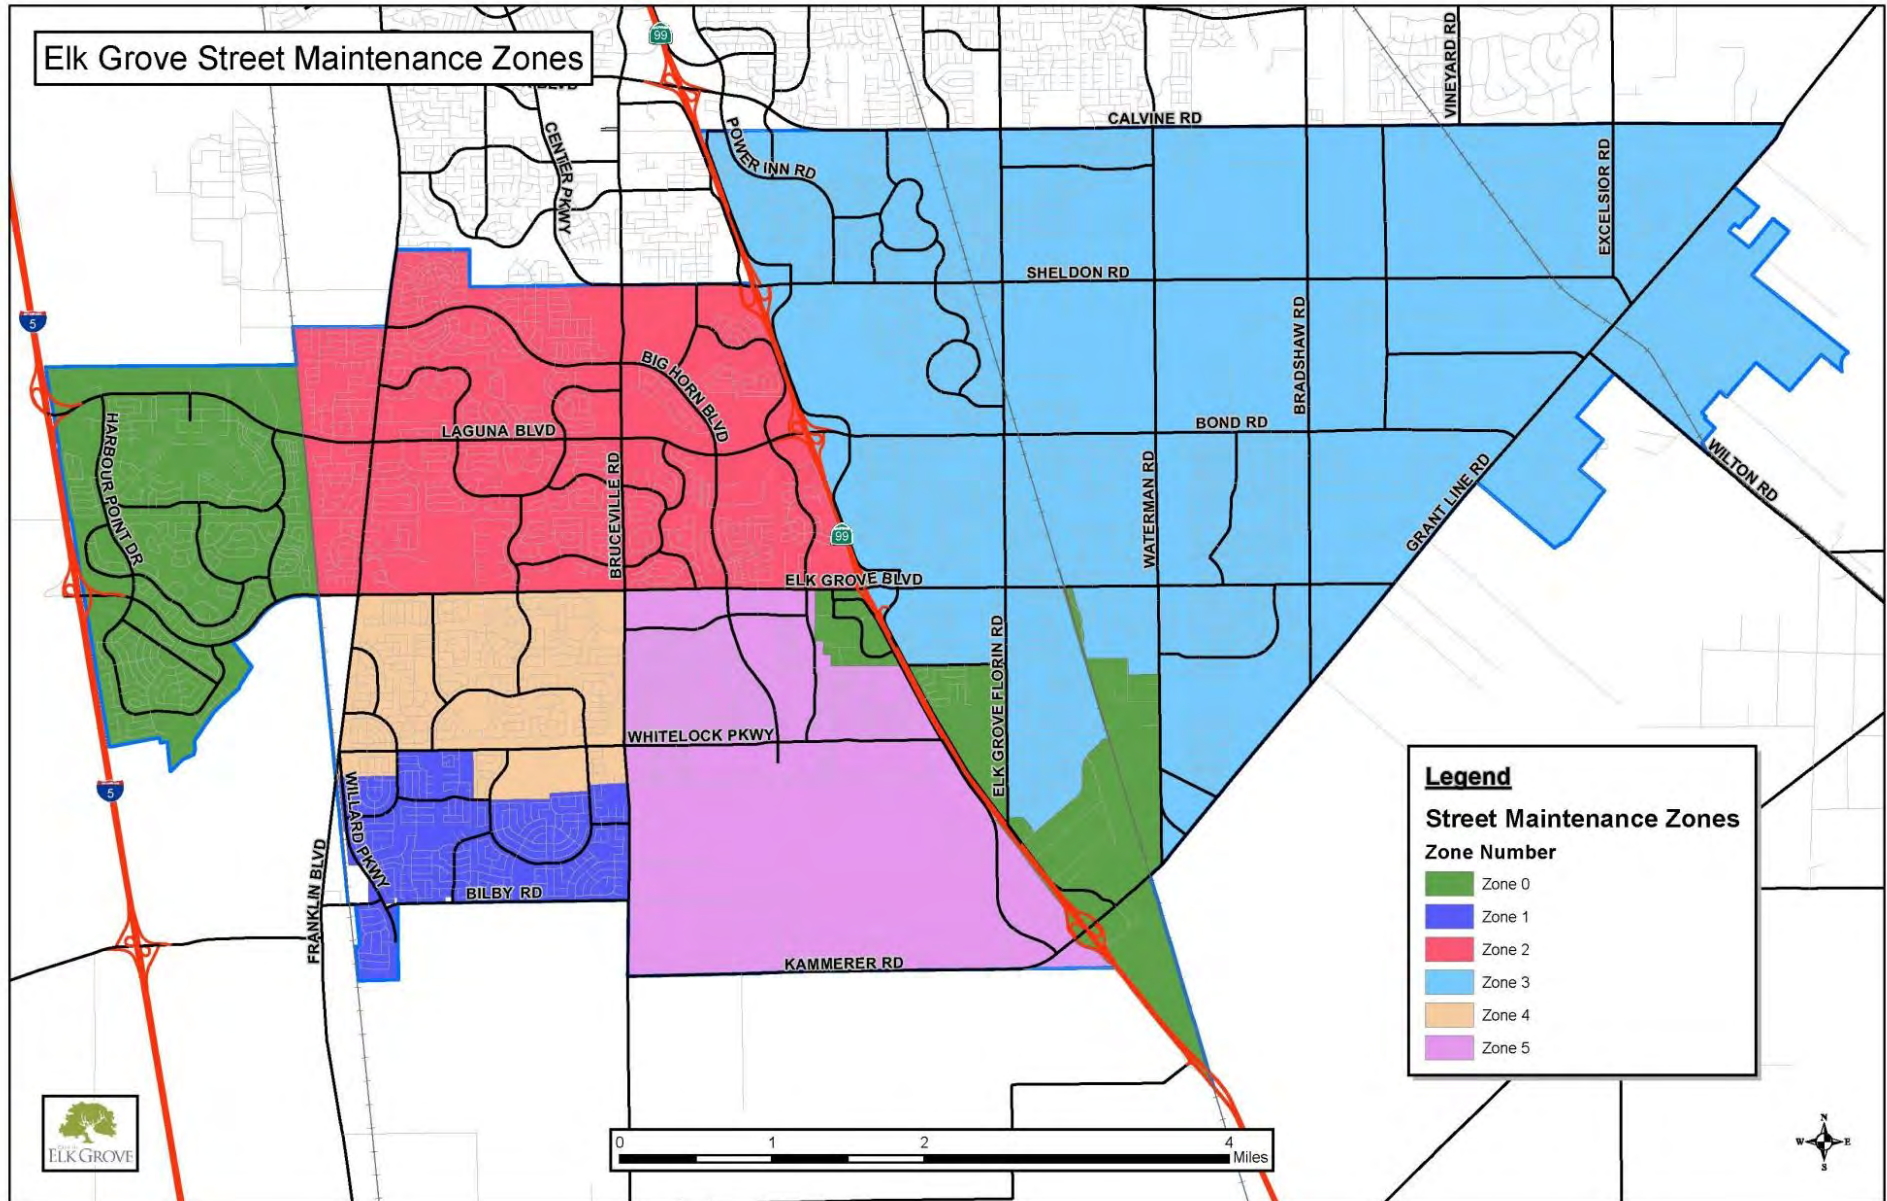 Elk Grove Street Maintenance Zones
99
BLVD
CENTER PKWY
POWER INN RD
CALVINE RD
VINEYARD RD
EXCELSIOR RD
SHELDON RD
5
BIG HORN BLVD
BRADSHAW RD
HARBOUR POINT DR
LAGUNA BLVD
BOND RD
BRUCEVILLE RD
WATERMAN RD
GRANT LINE RD
WILTON RD
99
ELK GROVE BLVD
ELK GROVE FLORIN RD
WHITELOCK PKWY
5
WILLARD PKWY
FRANKLIN BLVD
BILBY RD
KAMMERER RD
Legend
Street Maintenance Zones
Zone Number
Zone 0
Zone 1
Zone 2
Zone 3
Zone 4
Zone 5
ELK GROVE
0 1 2 4
Miles
N
W E
S